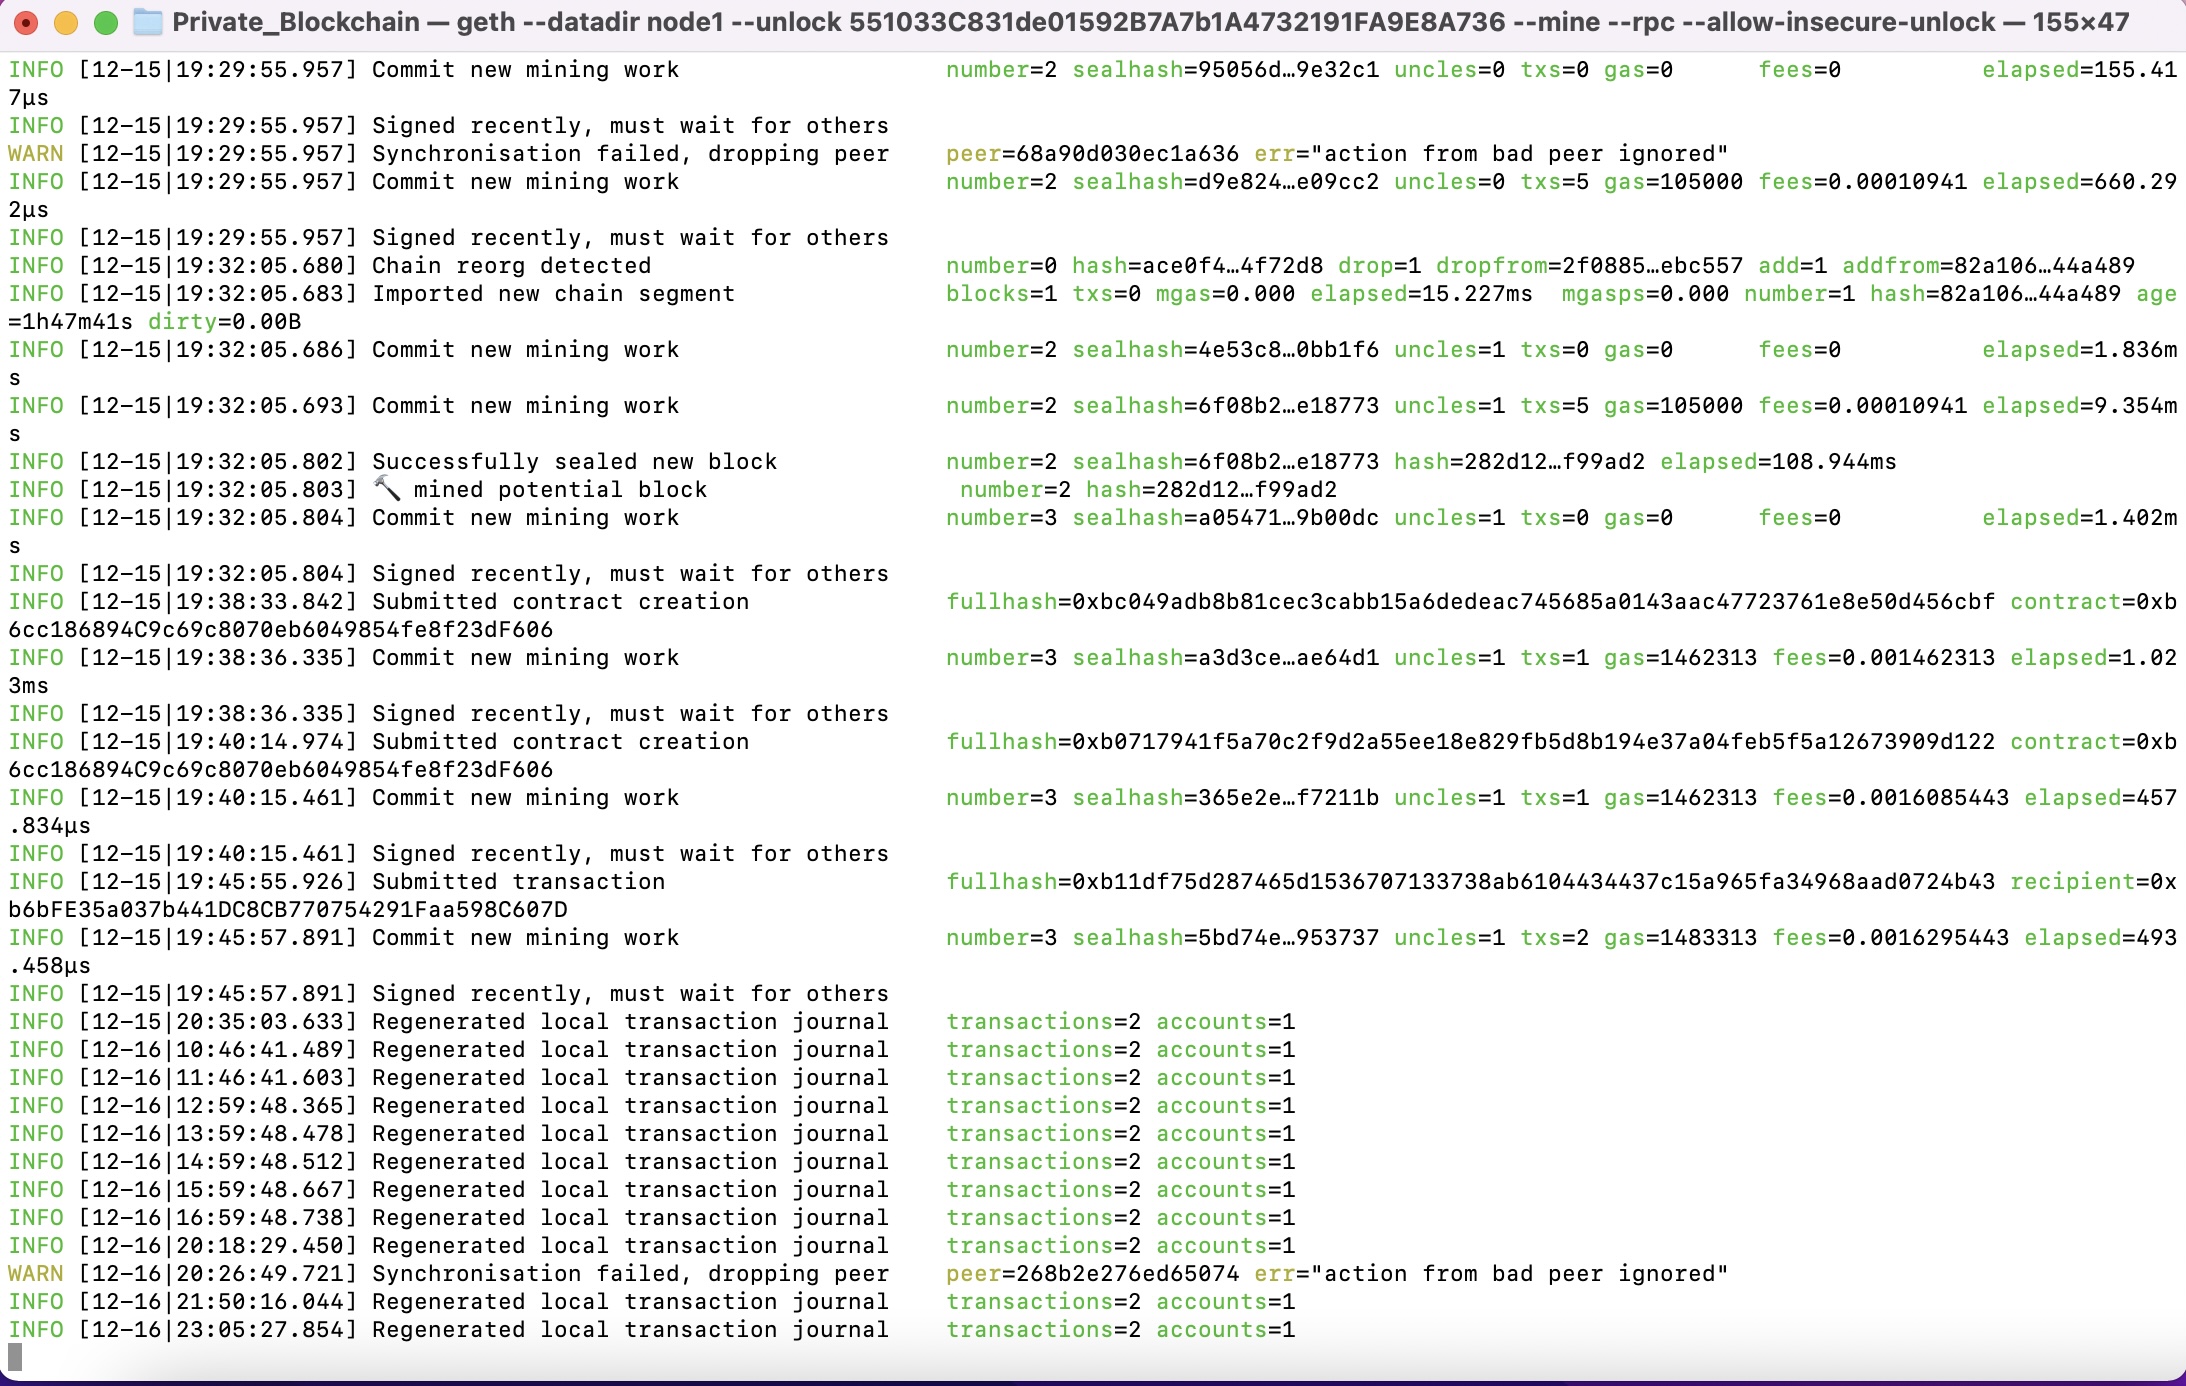 Private_Blockchain — geth --datadir node1 --unlock 551033C831de01592B7A7b1A4732191FA9E8A736 --mine --rpc --allow-insecure-unlock — 155×47
INFO [12-15|19:29:55.957] Commit new mining work                   number=2 sealhash=95056d…9e32c1 uncles=0 txs=0 gas=0      fees=0          elapsed=155.41
7µs
INFO [12-15|19:29:55.957] Signed recently, must wait for others
WARN [12-15|19:29:55.957] Synchronisation failed, dropping peer    peer=68a90d030ec1a636 err="action from bad peer ignored"
INFO [12-15|19:29:55.957] Commit new mining work                   number=2 sealhash=d9e824…e09cc2 uncles=0 txs=5 gas=105000 fees=0.00010941 elapsed=660.29
2µs
INFO [12-15|19:29:55.957] Signed recently, must wait for others
INFO [12-15|19:32:05.680] Chain reorg detected                     number=0 hash=ace0f4…4f72d8 drop=1 dropfrom=2f0885…ebc557 add=1 addfrom=82a106…44a489
INFO [12-15|19:32:05.683] Imported new chain segment               blocks=1 txs=0 mgas=0.000 elapsed=15.227ms  mgasps=0.000 number=1 hash=82a106…44a489 age
=1h47m41s dirty=0.00B
INFO [12-15|19:32:05.686] Commit new mining work                   number=2 sealhash=4e53c8…0bb1f6 uncles=1 txs=0 gas=0      fees=0          elapsed=1.836m
s
INFO [12-15|19:32:05.693] Commit new mining work                   number=2 sealhash=6f08b2…e18773 uncles=1 txs=5 gas=105000 fees=0.00010941 elapsed=9.354m
s
INFO [12-15|19:32:05.802] Successfully sealed new block            number=2 sealhash=6f08b2…e18773 hash=282d12…f99ad2 elapsed=108.944ms
INFO [12-15|19:32:05.803] 🔨 mined potential block                  number=2 hash=282d12…f99ad2
INFO [12-15|19:32:05.804] Commit new mining work                   number=3 sealhash=a05471…9b00dc uncles=1 txs=0 gas=0      fees=0          elapsed=1.402m
s
INFO [12-15|19:32:05.804] Signed recently, must wait for others
INFO [12-15|19:38:33.842] Submitted contract creation              fullhash=0xbc049adb8b81cec3cabb15a6dedeac745685a0143aac47723761e8e50d456cbf contract=0xb
6cc186894C9c69c8070eb6049854fe8f23dF606
INFO [12-15|19:38:36.335] Commit new mining work                   number=3 sealhash=a3d3ce…ae64d1 uncles=1 txs=1 gas=1462313 fees=0.001462313 elapsed=1.02
3ms
INFO [12-15|19:38:36.335] Signed recently, must wait for others
INFO [12-15|19:40:14.974] Submitted contract creation              fullhash=0xb0717941f5a70c2f9d2a55ee18e829fb5d8b194e37a04feb5f5a12673909d122 contract=0xb
6cc186894C9c69c8070eb6049854fe8f23dF606
INFO [12-15|19:40:15.461] Commit new mining work                   number=3 sealhash=365e2e…f7211b uncles=1 txs=1 gas=1462313 fees=0.0016085443 elapsed=457
.834µs
INFO [12-15|19:40:15.461] Signed recently, must wait for others
INFO [12-15|19:45:55.926] Submitted transaction                    fullhash=0xb11df75d287465d1536707133738ab6104434437c15a965fa34968aad0724b43 recipient=0x
b6bFE35a037b441DC8CB770754291Faa598C607D
INFO [12-15|19:45:57.891] Commit new mining work                   number=3 sealhash=5bd74e…953737 uncles=1 txs=2 gas=1483313 fees=0.0016295443 elapsed=493
.458µs
INFO [12-15|19:45:57.891] Signed recently, must wait for others
INFO [12-15|20:35:03.633] Regenerated local transaction journal    transactions=2 accounts=1
INFO [12-16|10:46:41.489] Regenerated local transaction journal    transactions=2 accounts=1
INFO [12-16|11:46:41.603] Regenerated local transaction journal    transactions=2 accounts=1
INFO [12-16|12:59:48.365] Regenerated local transaction journal    transactions=2 accounts=1
INFO [12-16|13:59:48.478] Regenerated local transaction journal    transactions=2 accounts=1
INFO [12-16|14:59:48.512] Regenerated local transaction journal    transactions=2 accounts=1
INFO [12-16|15:59:48.667] Regenerated local transaction journal    transactions=2 accounts=1
INFO [12-16|16:59:48.738] Regenerated local transaction journal    transactions=2 accounts=1
INFO [12-16|20:18:29.450] Regenerated local transaction journal    transactions=2 accounts=1
WARN [12-16|20:26:49.721] Synchronisation failed, dropping peer    peer=268b2e276ed65074 err="action from bad peer ignored"
INFO [12-16|21:50:16.044] Regenerated local transaction journal    transactions=2 accounts=1
INFO [12-16|23:05:27.854] Regenerated local transaction journal    transactions=2 accounts=1